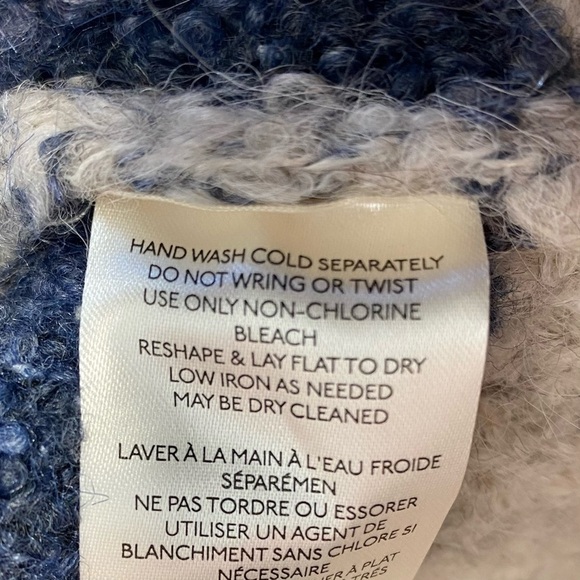 HAND WASH COLD SEPARATELY
DO NOT WRING OR TWIST
USE ONLY NON-CHLORINE
BLEACH
RESHAPE & LAY FLAT TO DRY
LOW IRON AS NEEDED
MAY BE DRY CLEANED
LAVER À LA MAIN À L'EAU FROIDE
SÉPARÉMEN
NE PAS TORDRE OU ESSORER
UTILISER UN AGENT DE
BLANCHIMENT SANS CHLORE SI
NÉCESSAIRE
À PLAT